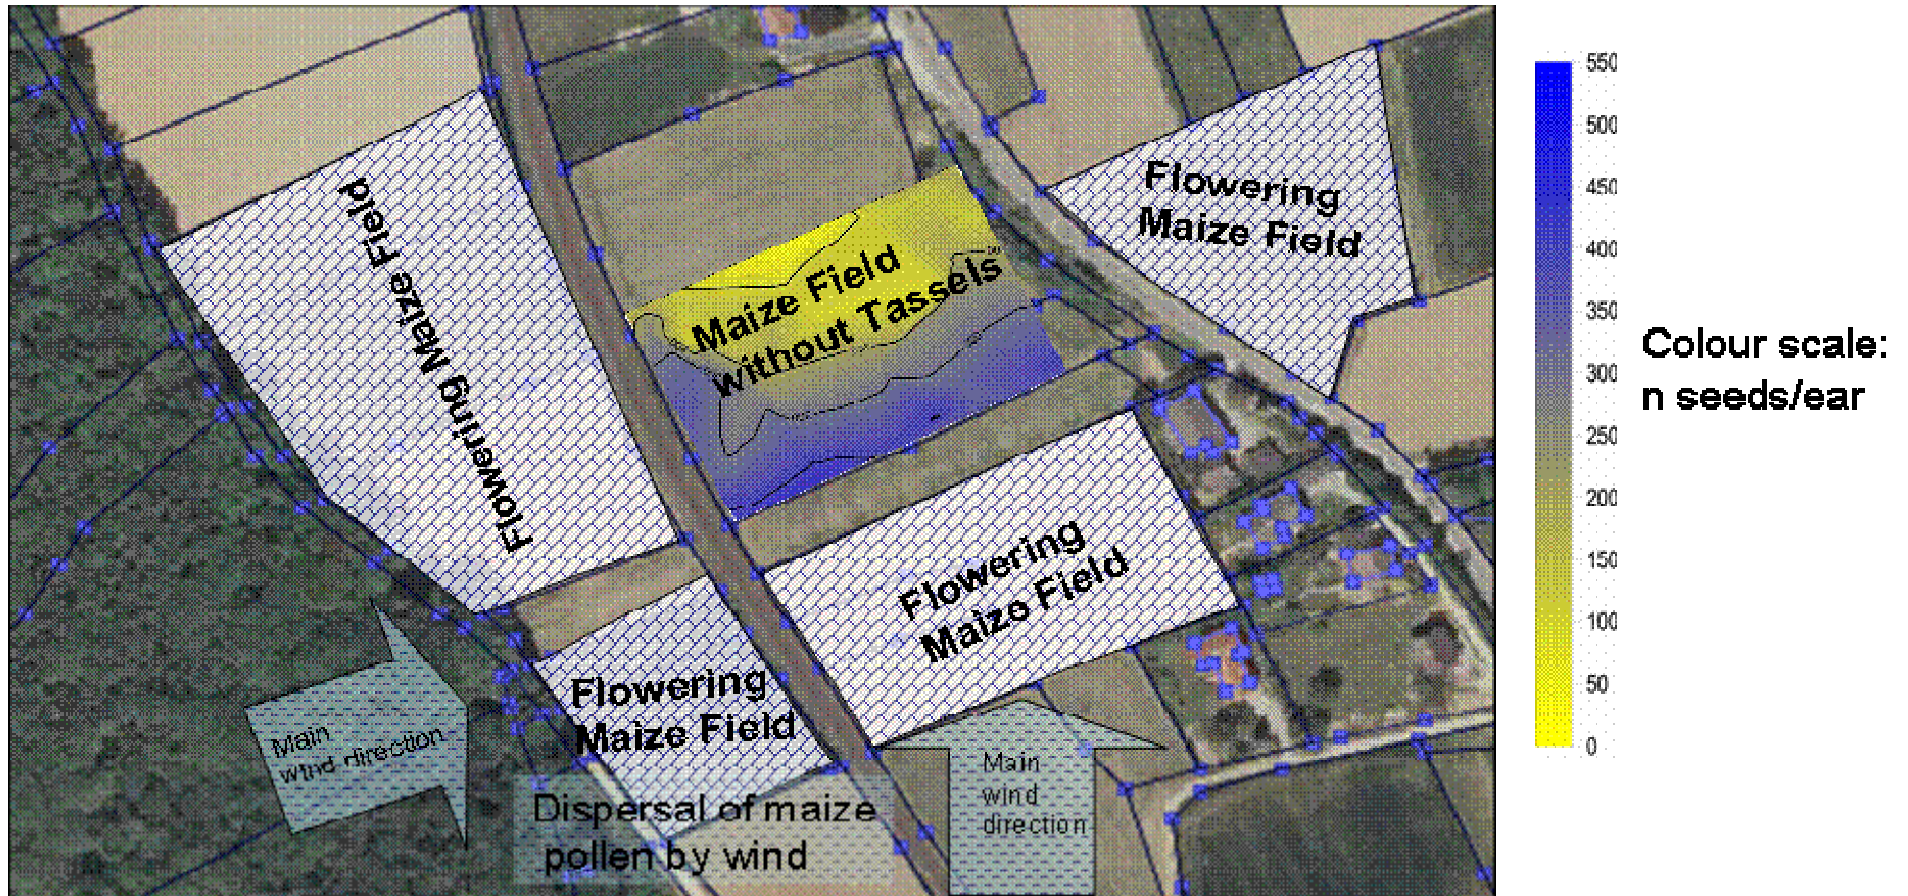 Flowering Maize Field
Maize Field
without Tassels
Flowering
Maize Field
Flowering
Maize Field
Flowering
Maize Field
Main
wind direction
Main
wind
direction
Dispersal of maize
pollen by wind
550
500
450
400
350
300
250
200
150
100
50
0
Colour scale:
n seeds/ear